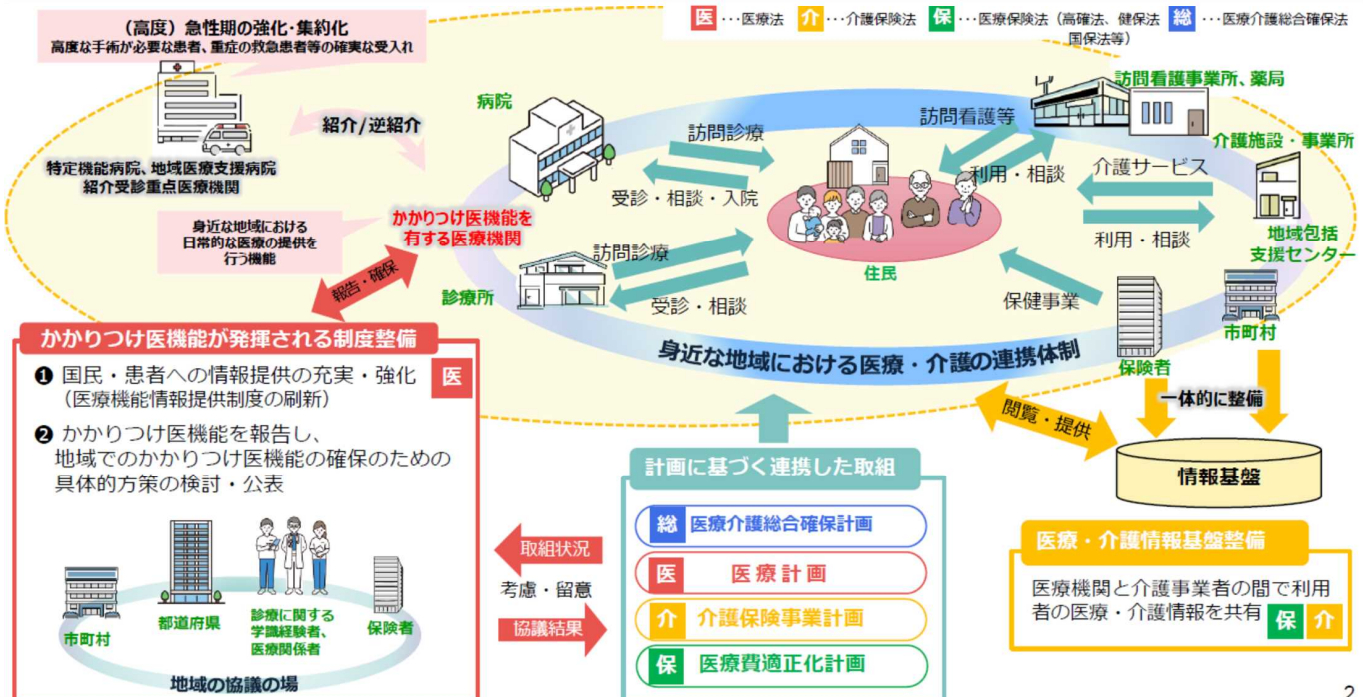 医・・・医療法 介・・・介護保険法 保・・・医療保険法（高確法、健保法 総・・・医療介護総合確保法
国保法等）
（高度）急性期の強化・集約化
高度な手術が必要な患者、重症の救急患者等の確実な受入れ
特定機能病院、地域医療支援病院
紹介受診重点医療機関
紹介/逆紹介
身近な地域における
日常的な医療の提供を
行う機能
かかりつけ医機能を
有する医療機関
報告・確保
病院
訪問診療
受診・相談・入院
診療所
訪問診療
受診・相談
住民
訪問看護事業所、薬局
訪問看護等
利用・相談
介護施設・事業所
介護サービス
利用・相談
地域包括
支援センター
保健事業
保険者
市町村
身近な地域における医療・介護の連携体制
一体的に整備
閲覧・提供
情報基盤
かかりつけ医機能が発揮される制度整備
❶ 国民・患者への情報提供の充実・強化 医
（医療機能情報提供制度の刷新）
❷ かかりつけ医機能を報告し、
地域でのかかりつけ医機能の確保のための
具体的方策の検討・公表
市町村
都道府県
診療に関する
学識経験者、
医療関係者
保険者
地域の協議の場
取組状況
考慮・留意
協議結果
計画に基づく連携した取組
総 医療介護総合確保計画
医 医療計画
介 介護保険事業計画
保 医療費適正化計画
医療・介護情報基盤整備
医療機関と介護事業者の間で利用
者の医療・介護情報を共有 保 介
2